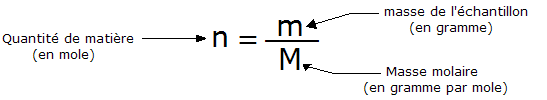 masse de l'échantillon
(en gramme)
Quantité de matière
(en mole)
n = m
M
Masse molaire
(en gramme par mole)